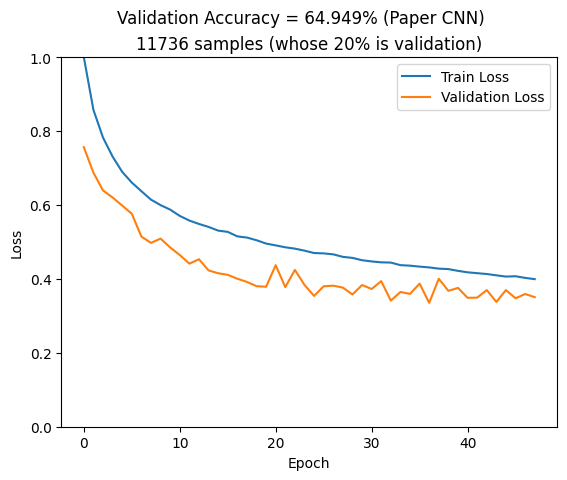 Validation Accuracy = 64.949% (Paper CNN)
11736 samples (whose 20% is validation)
Train Loss
Validation Loss
1.0
0.8
0.6
0.4
0.2
0.0
Loss
0
10
20
30
40
Epoch